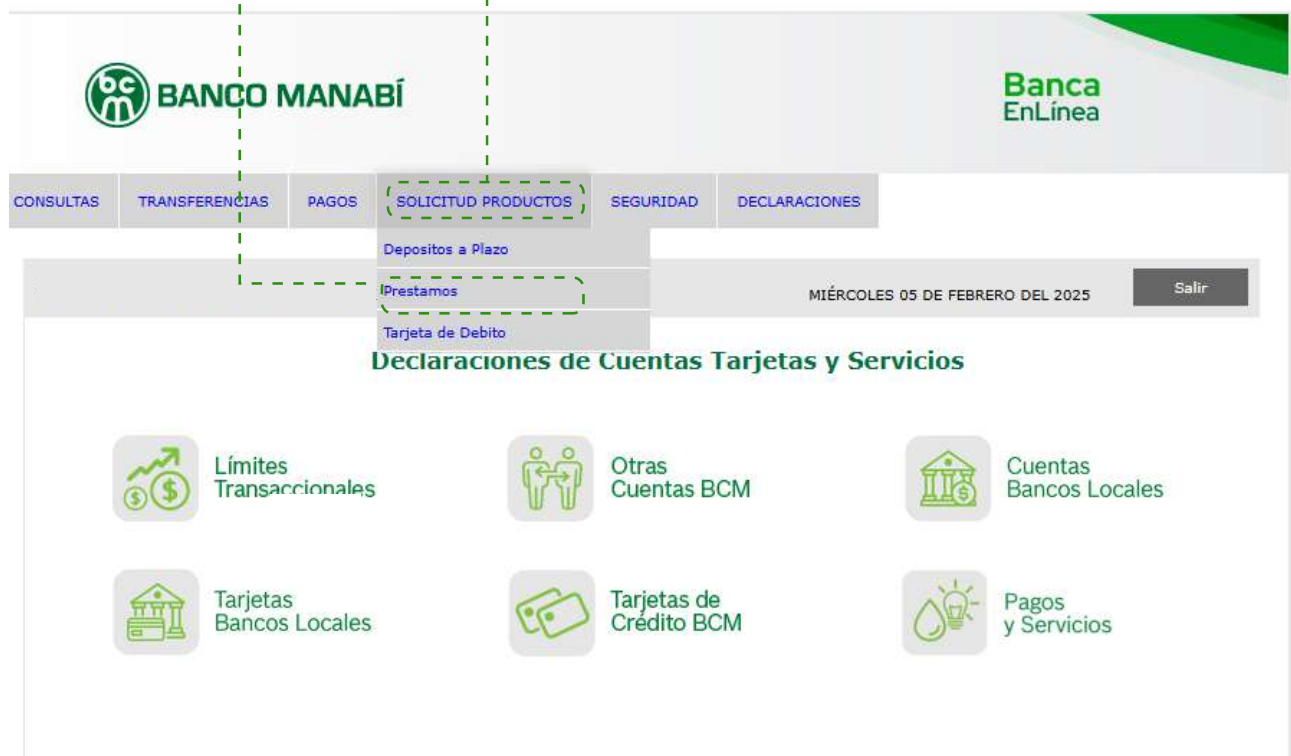 bcm BANCO MANABÍ
Banca
EnLínea
CONSULTAS TRANSFERENCIAS PAGOS SOLICITUD PRODUCTOS SEGURIDAD DECLARACIONES
Depositos a Plazo
Prestamos
Tarjeta de Debito
MIÉRCOLES 05 DE FEBRERO DEL 2025
Salir
Declaraciones de Cuentas Tarjetas y Servicios
Límites
Transaccionales
Otras
Cuentas BCM
Cuentas
Bancos Locales
Tarjetas
Bancos Locales
Tarjetas de
Crédito BCM
Pagos
y Servicios